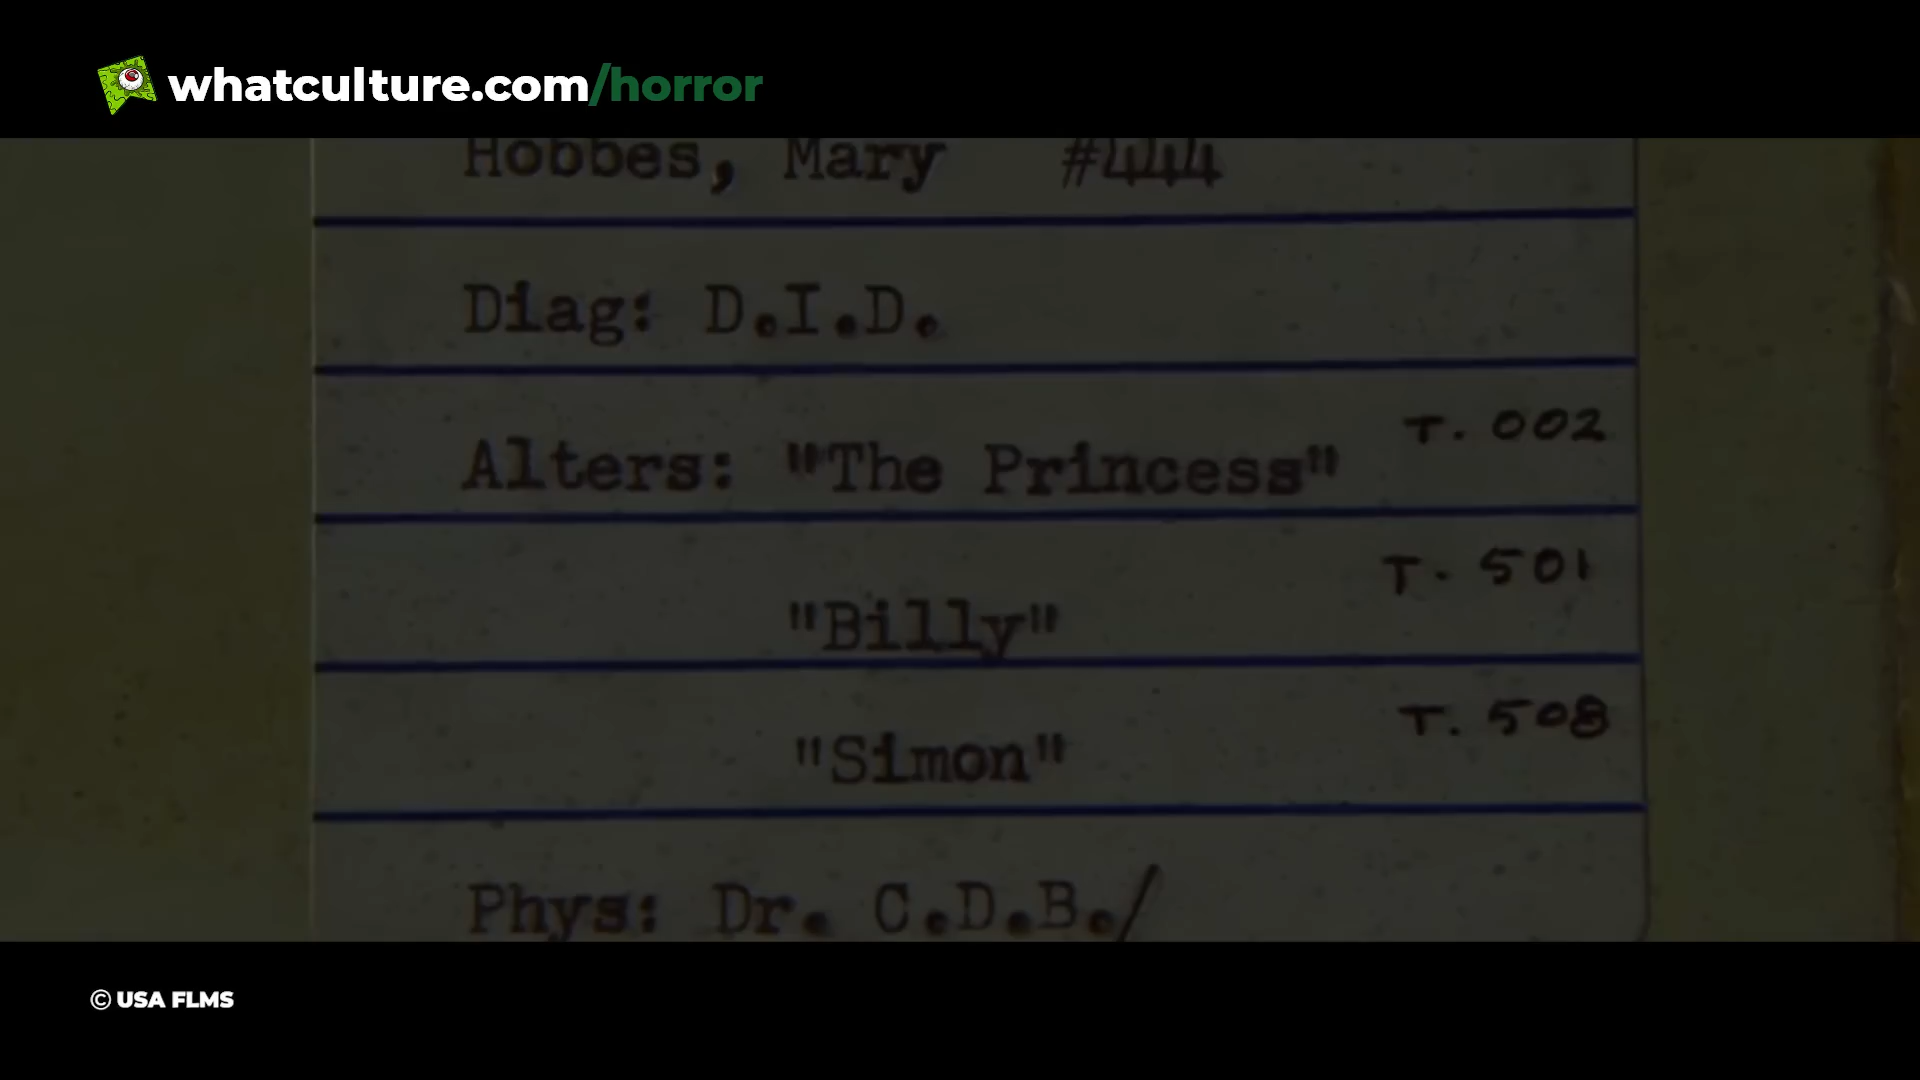 whatculture.com/horror
Hobbes, Mary #444
Diag: D.I.D.
T. 002
Alters: "The Princess"
T. 501
"Billy"
T. 508
"Simon"
Phys: Dr. C.D.B./
© USA FLMS